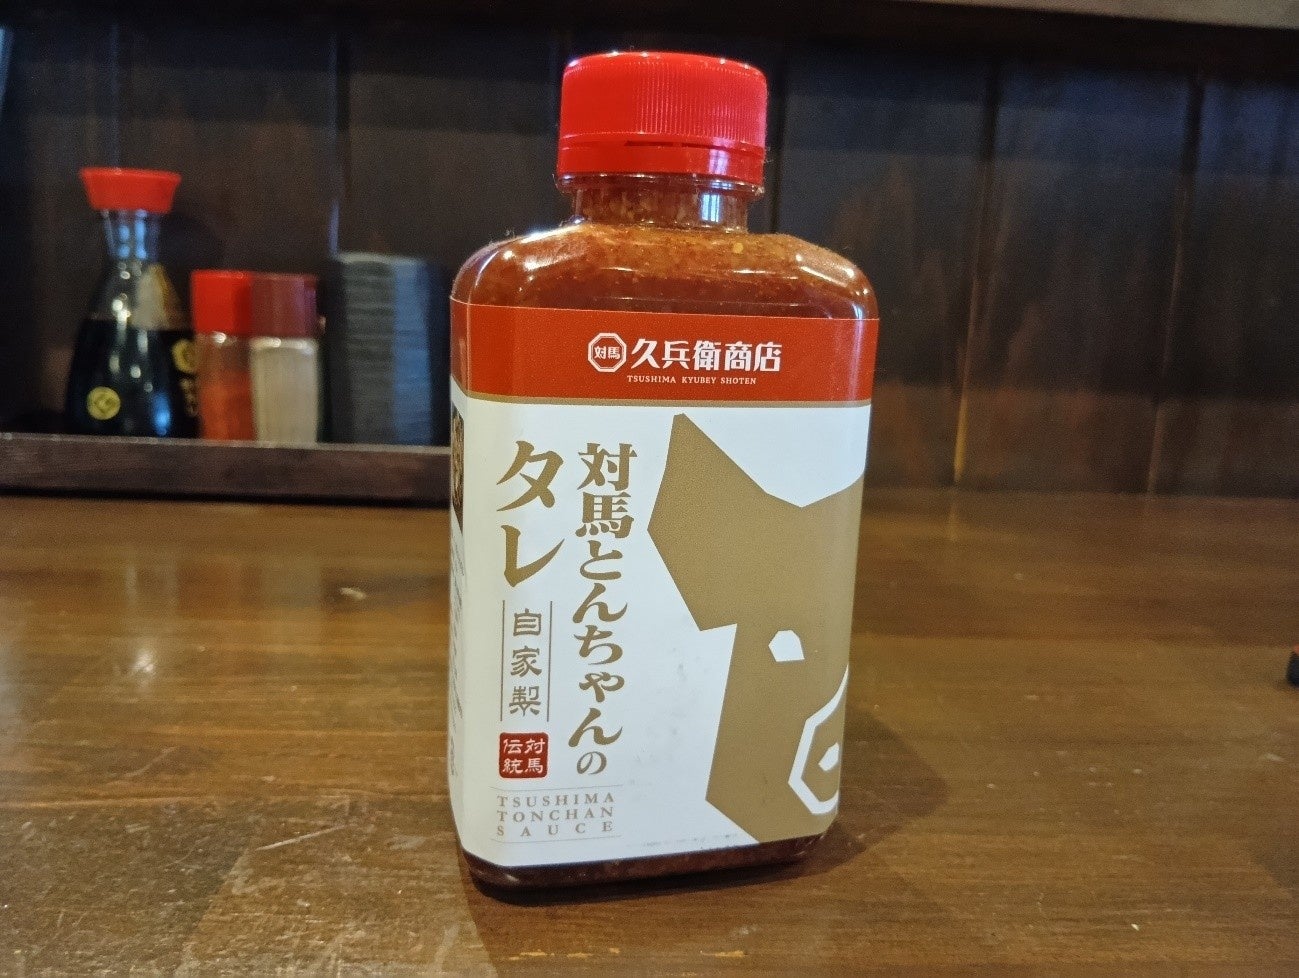 対馬
久兵衛商店
TSUSHIMA KYUBEY SHOTEN
対馬とんちゃんの
タレ
自家製
対馬
伝統
TSUSHIMA
TONCHAN
SAUCE